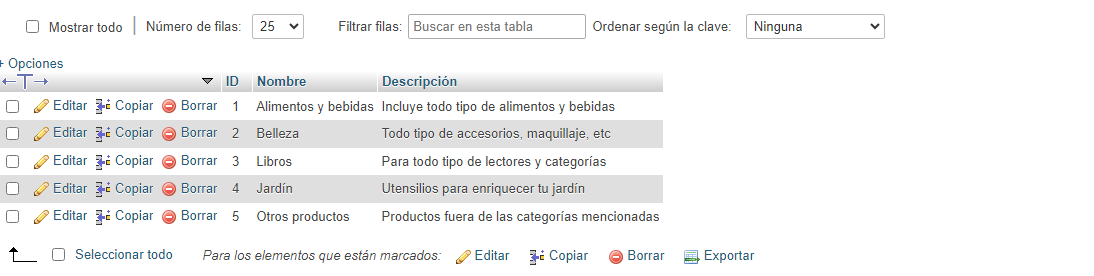 Mostrar todo | Número de filas: 25 Filtrar filas: Buscar en esta tabla Ordenar según la clave: Ninguna
+ Opciones
←T→ ID Nombre Descripción
Editar Copiar Borrar 1 Alimentos y bebidas Incluye todo tipo de alimentos y bebidas
Editar Copiar Borrar 2 Belleza Todo tipo de accesorios, maquillaje, etc
Editar Copiar Borrar 3 Libros Para todo tipo de lectores y categorías
Editar Copiar Borrar 4 Jardín Utensilios para enriquecer tu jardín
Editar Copiar Borrar 5 Otros productos Productos fuera de las categorías mencionadas
Seleccionar todo Para los elementos que están marcados: Editar Copiar Borrar Exportar